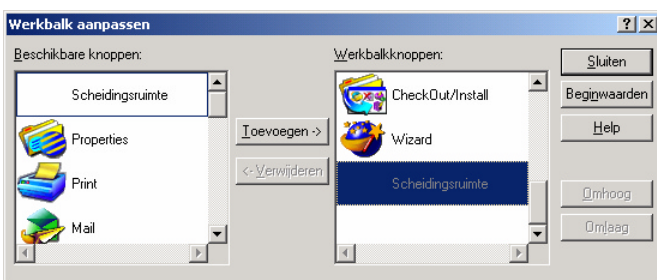 Werkbalk aanpassen
Beschikbare knoppen:
Scheidingsruimte
Properties
Print
Mail
Toevoegen ->
<- Verwijderen
Werkbalkknoppen:
CheckOut/Install
Wizard
Scheidingsruimte
Sluiten
Beginwaarden
Help
Omhoog
Omlaag